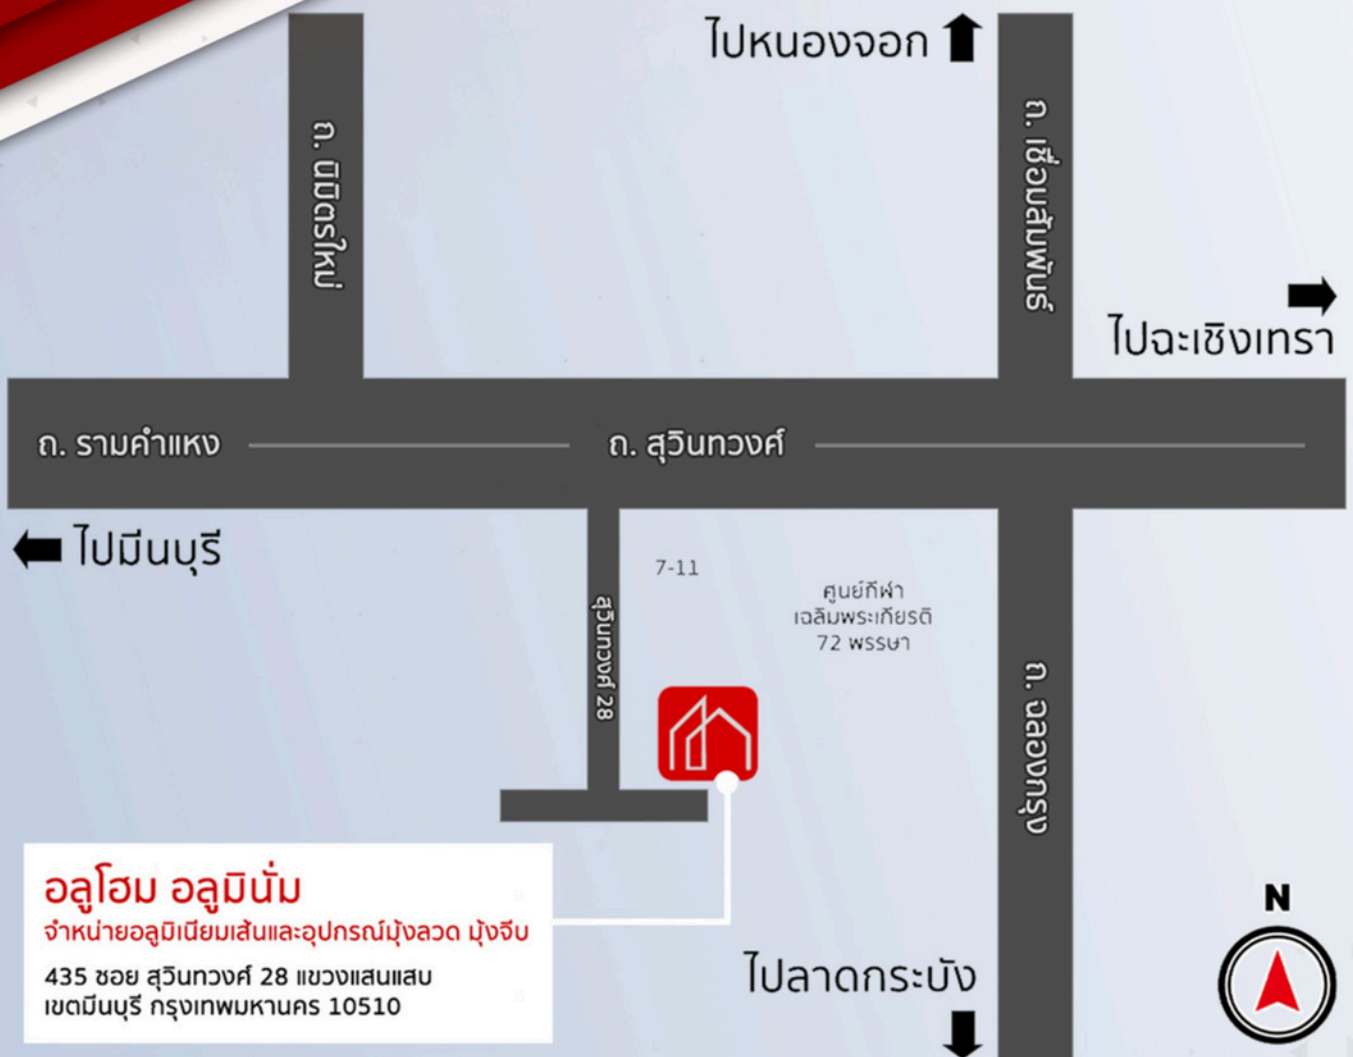 ไปหนองจอก
ถ. นิมิตรใหม่
ถ. เชื่อมสัมพันธ์
ไปฉะเชิงเทรา
ถ. รามคำแหง
ถ. สุวินทวงศ์
ไปมีนบุรี
7-11
ศูนย์กีฬา
เฉลิมพระเกียรติ
72 พรรษา
สุวินทวงศ์ 28
ถ. ฉลองกรุง
อลูโฮม อลูมินั่ม
จำหน่ายอลูมิเนียมเส้นและอุปกรณ์มุ้งลวด มุ้งจีบ
435 ซอย สุวินทวงศ์ 28 แขวงแสนแสบ
เขตมีนบุรี กรุงเทพมหานคร 10510
ไปลาดกระบัง
N